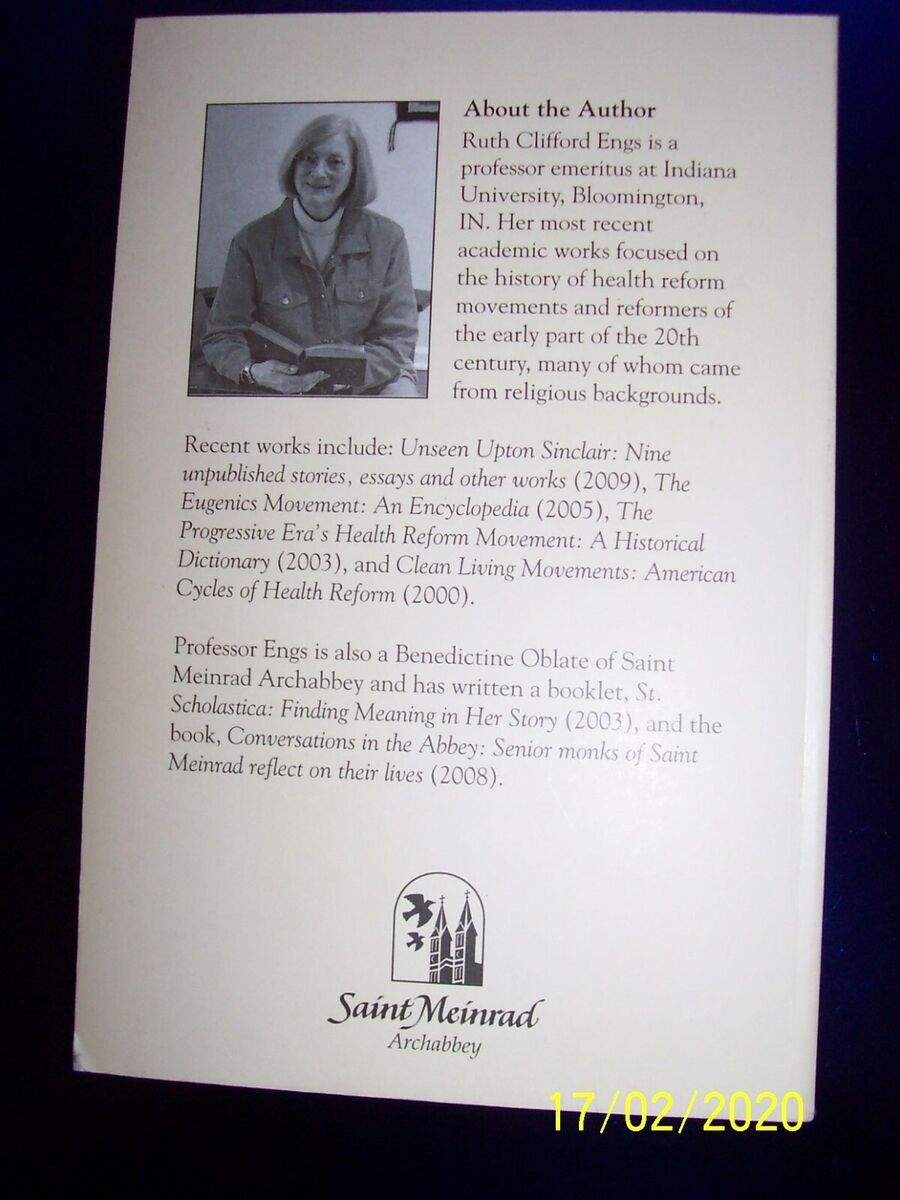 About the Author
Ruth Clifford Engs is a
professor emeritus at Indiana
University, Bloomington,
IN. Her most recent
academic works focused on
the history of health reform
movements and reformers of
the early part of the 20th
century, many of whom came
from religious backgrounds.
Recent works include: Unseen Upton Sinclair: Nine
unpublished stories, essays and other works (2009), The
Eugenics Movement: An Encyclopedia (2005), The
Progressive Era's Health Reform Movement: A Historical
Dictionary (2003), and Clean Living Movements: American
Cycles of Health Reform (2000).
Professor Engs is also a Benedictine Oblate of Saint
Meinrad Archabbey and has written a booklet, St.
Scholastica: Finding Meaning in Her Story (2003), and the
book, Conversations in the Abbey: Senior monks of Saint
Meinrad reflect on their lives (2008).
Saint Meinrad
Archabbey
17/02/2020